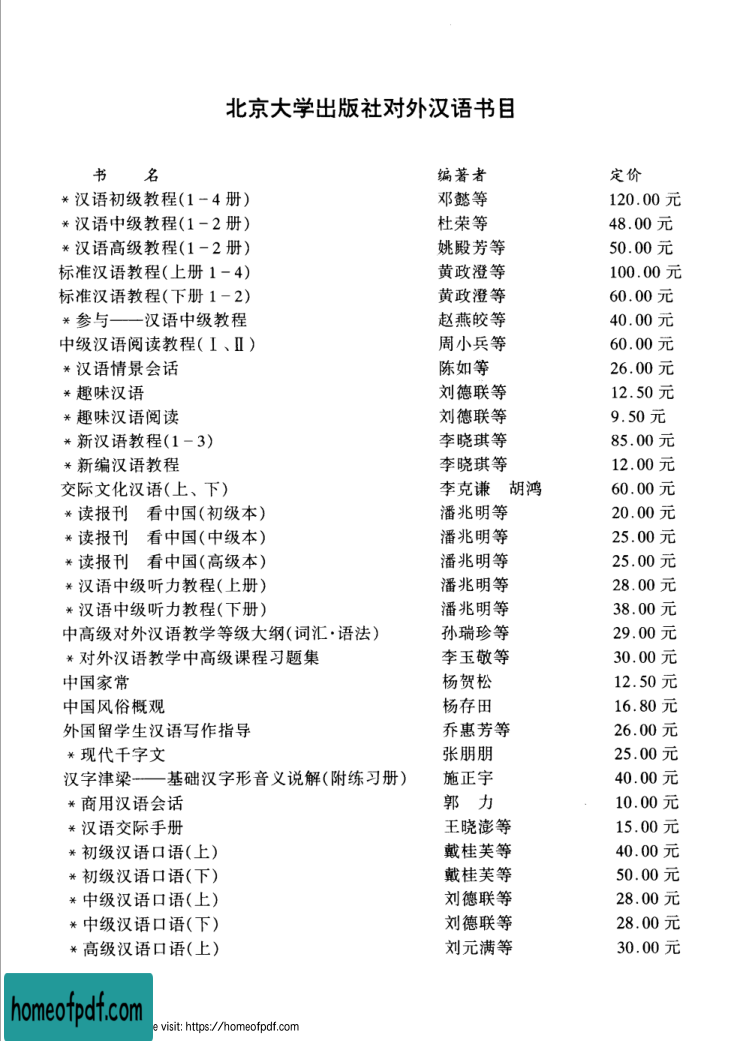 北京大学出版社对外汉语书目
书 名 编著者 定价
*汉语初级教程(1-4册) 邓懿等 120.00元
*汉语中级教程(1-2册) 杜荣等 48.00元
*汉语高级教程(1-2册) 姚殿芳等 50.00元
标准汉语教程(上册1-4) 黄政澄等 100.00元
标准汉语教程(下册1-2) 黄政澄等 60.00元
*参与——汉语中级教程 赵燕皎等 40.00元
中级汉语阅读教程(Ⅰ、Ⅱ) 周小兵等 60.00元
*汉语情景会话 陈如等 26.00元
*趣味汉语 刘德联等 12.50元
*趣味汉语阅读 刘德联等 9.50元
*新汉语教程(1-3) 李晓琪等 85.00元
*新编汉语教程 李晓琪等 12.00元
交际文化汉语(上、下) 李克谦 胡鸿 60.00元
*读报刊 看中国(初级本) 潘兆明等 20.00元
*读报刊 看中国(中级本) 潘兆明等 25.00元
*读报刊 看中国(高级本) 潘兆明等 25.00元
*汉语中级听力教程(上册) 潘兆明等 28.00元
*汉语中级听力教程(下册) 潘兆明等 38.00元
中高级对外汉语教学等级大纲(词汇·语法) 孙瑞珍等 29.00元
*对外汉语教学中高级课程习题集 李玉敬等 30.00元
中国家常 杨贺松 12.50元
中国风俗概观 杨存田 16.80元
外国留学生汉语写作指导 乔惠芳等 26.00元
*现代千字文 张朋朋 25.00元
汉字津梁——基础汉字形音义说解(附练习册) 施正宇 40.00元
*商用汉语会话 郭 力 10.00元
*汉语交际手册 王晓澎等 15.00元
*初级汉语口语(上) 戴桂芙等 40.00元
*初级汉语口语(下) 戴桂芙等 50.00元
*中级汉语口语(上) 刘德联等 28.00元
*中级汉语口语(下) 刘德联等 28.00元
*高级汉语口语(上) 刘元满等 30.00元
homeofpdf.com
e visit: https://homeofpdf.com